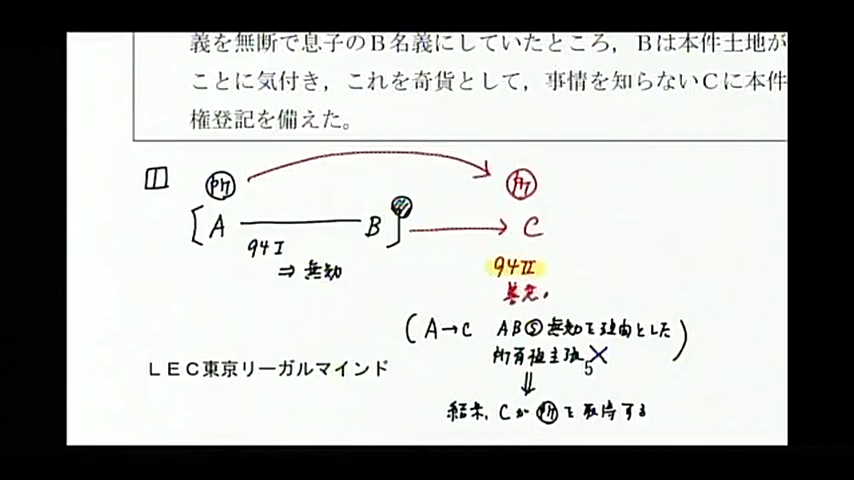 義を無断で息子のB名義にしていたところ，Bは本件土地が
ことに気付き，これを奇貨として，事情を知らないCに本件
権登記を備えた。
1
所 所
A B C
94Ⅰ
⇒ 無効
94Ⅱ
善意.
(A→C AB㋔無効を理由とした
所有権主張×)
LEC東京リーガルマインド
5
⇓
結果、Cが所を取得する